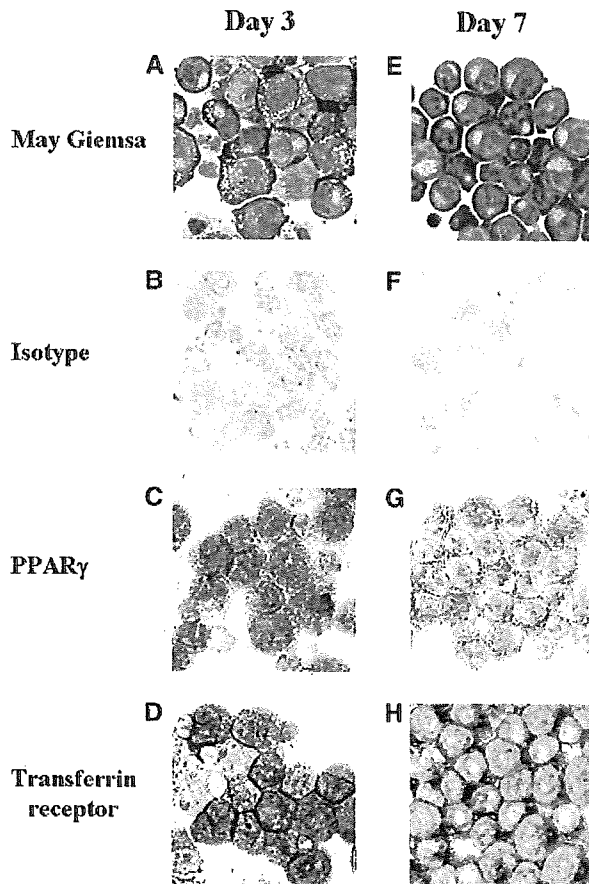 Day 3 Day 7
A E
May Giemsa
B F
Isotype
C G
PPARγ
D H
Transferrin
receptor